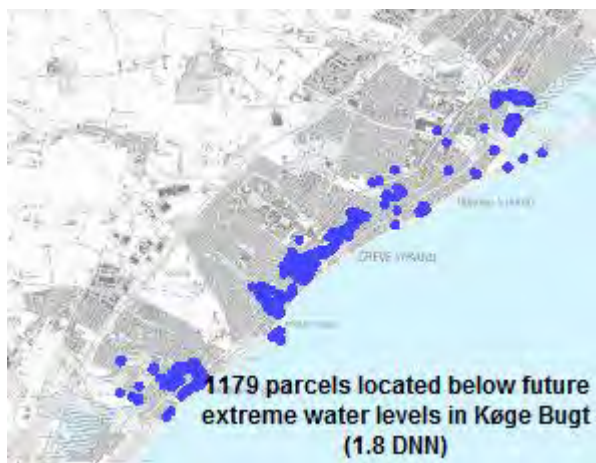 GREVE STRAND
1179 parcels located below future
extreme water levels in Køge Bugt
(1.8 DNN)